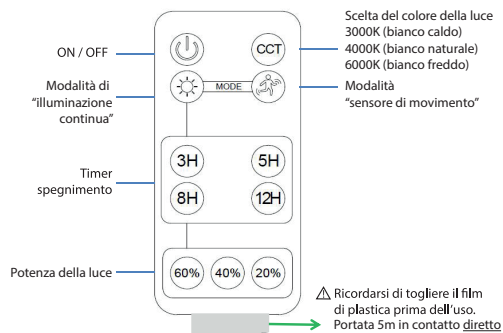 ON / OFF
CCT
Scelta del colore della luce
3000K (bianco caldo)
4000K (bianco naturale)
6000K (bianco freddo)
Modalità di
“illuminazione
continua”
MODE
Modalità
“sensore di movimento”
Timer
spegnimento
3H
5H
8H
12H
Potenza della luce
60%
40%
20%
⚠ Ricordarsi di togliere il film
di plastica prima dell’uso.
Portata 5m in contatto diretto